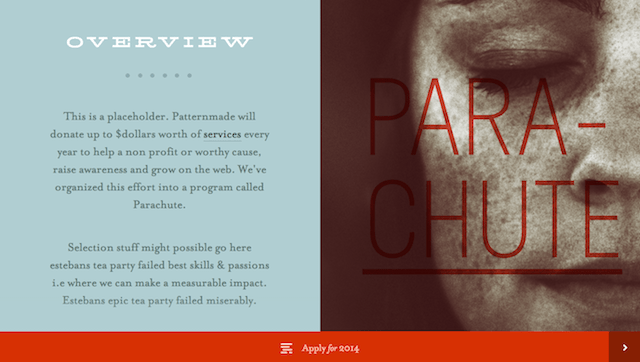 OVERVIEW
This is a placeholder. Patternmade will
donate up to $dollars worth of services every
year to help a non profit or worthy cause,
raise awareness and grow on the web. We've
organized this effort into a program called
Parachute.
Selection stuff might possible go here
estebans tea party failed best skills & passions
i.e where we can make a measurable impact.
Estebans epic tea party failed miserably.
PARA-
CHUTE
Apply for 2014